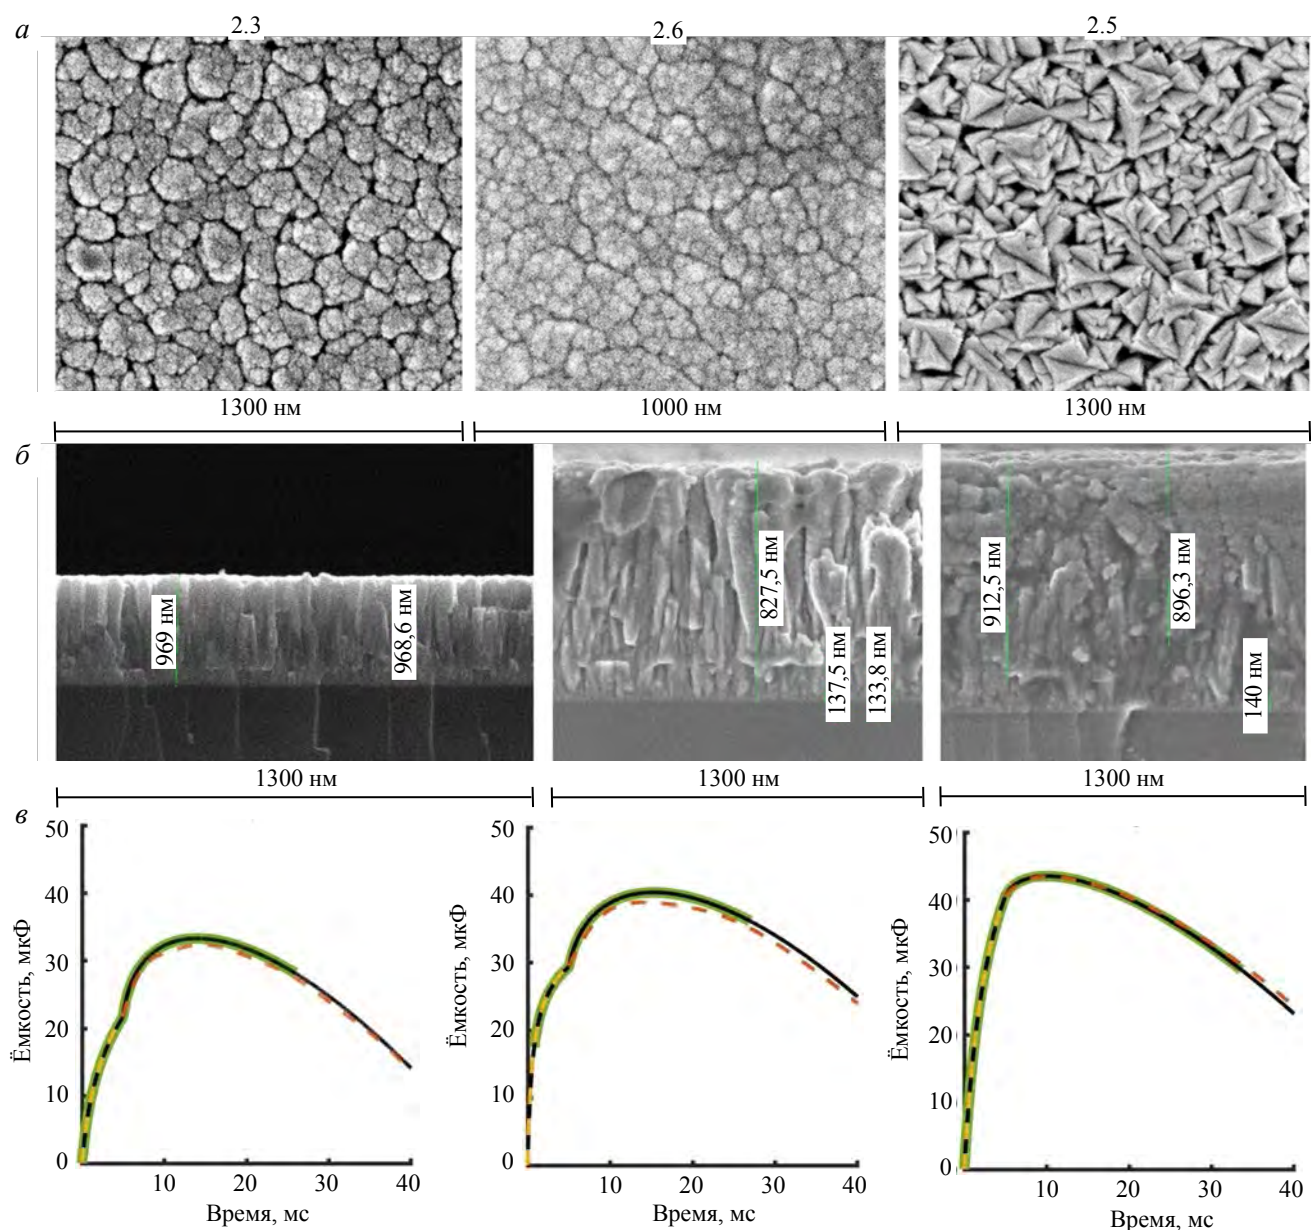 а
2.3 2.6 2.5
1300 нм 1000 нм 1300 нм
б
969 нм 968,6 нм 827,5 нм 137,5 нм 133,8 нм 912,5 нм 896,3 нм 140 нм
1300 нм 1300 нм 1300 нм
в
Ёмкость, мкФ
50
40
30
20
10
0
10 20 30 40
Время, мс
Ёмкость, мкФ
50
40
30
20
10
0
10 20 30 40
Время, мс
Ёмкость, мкФ
50
40
30
20
10
0
10 20 30 40
Время, мс